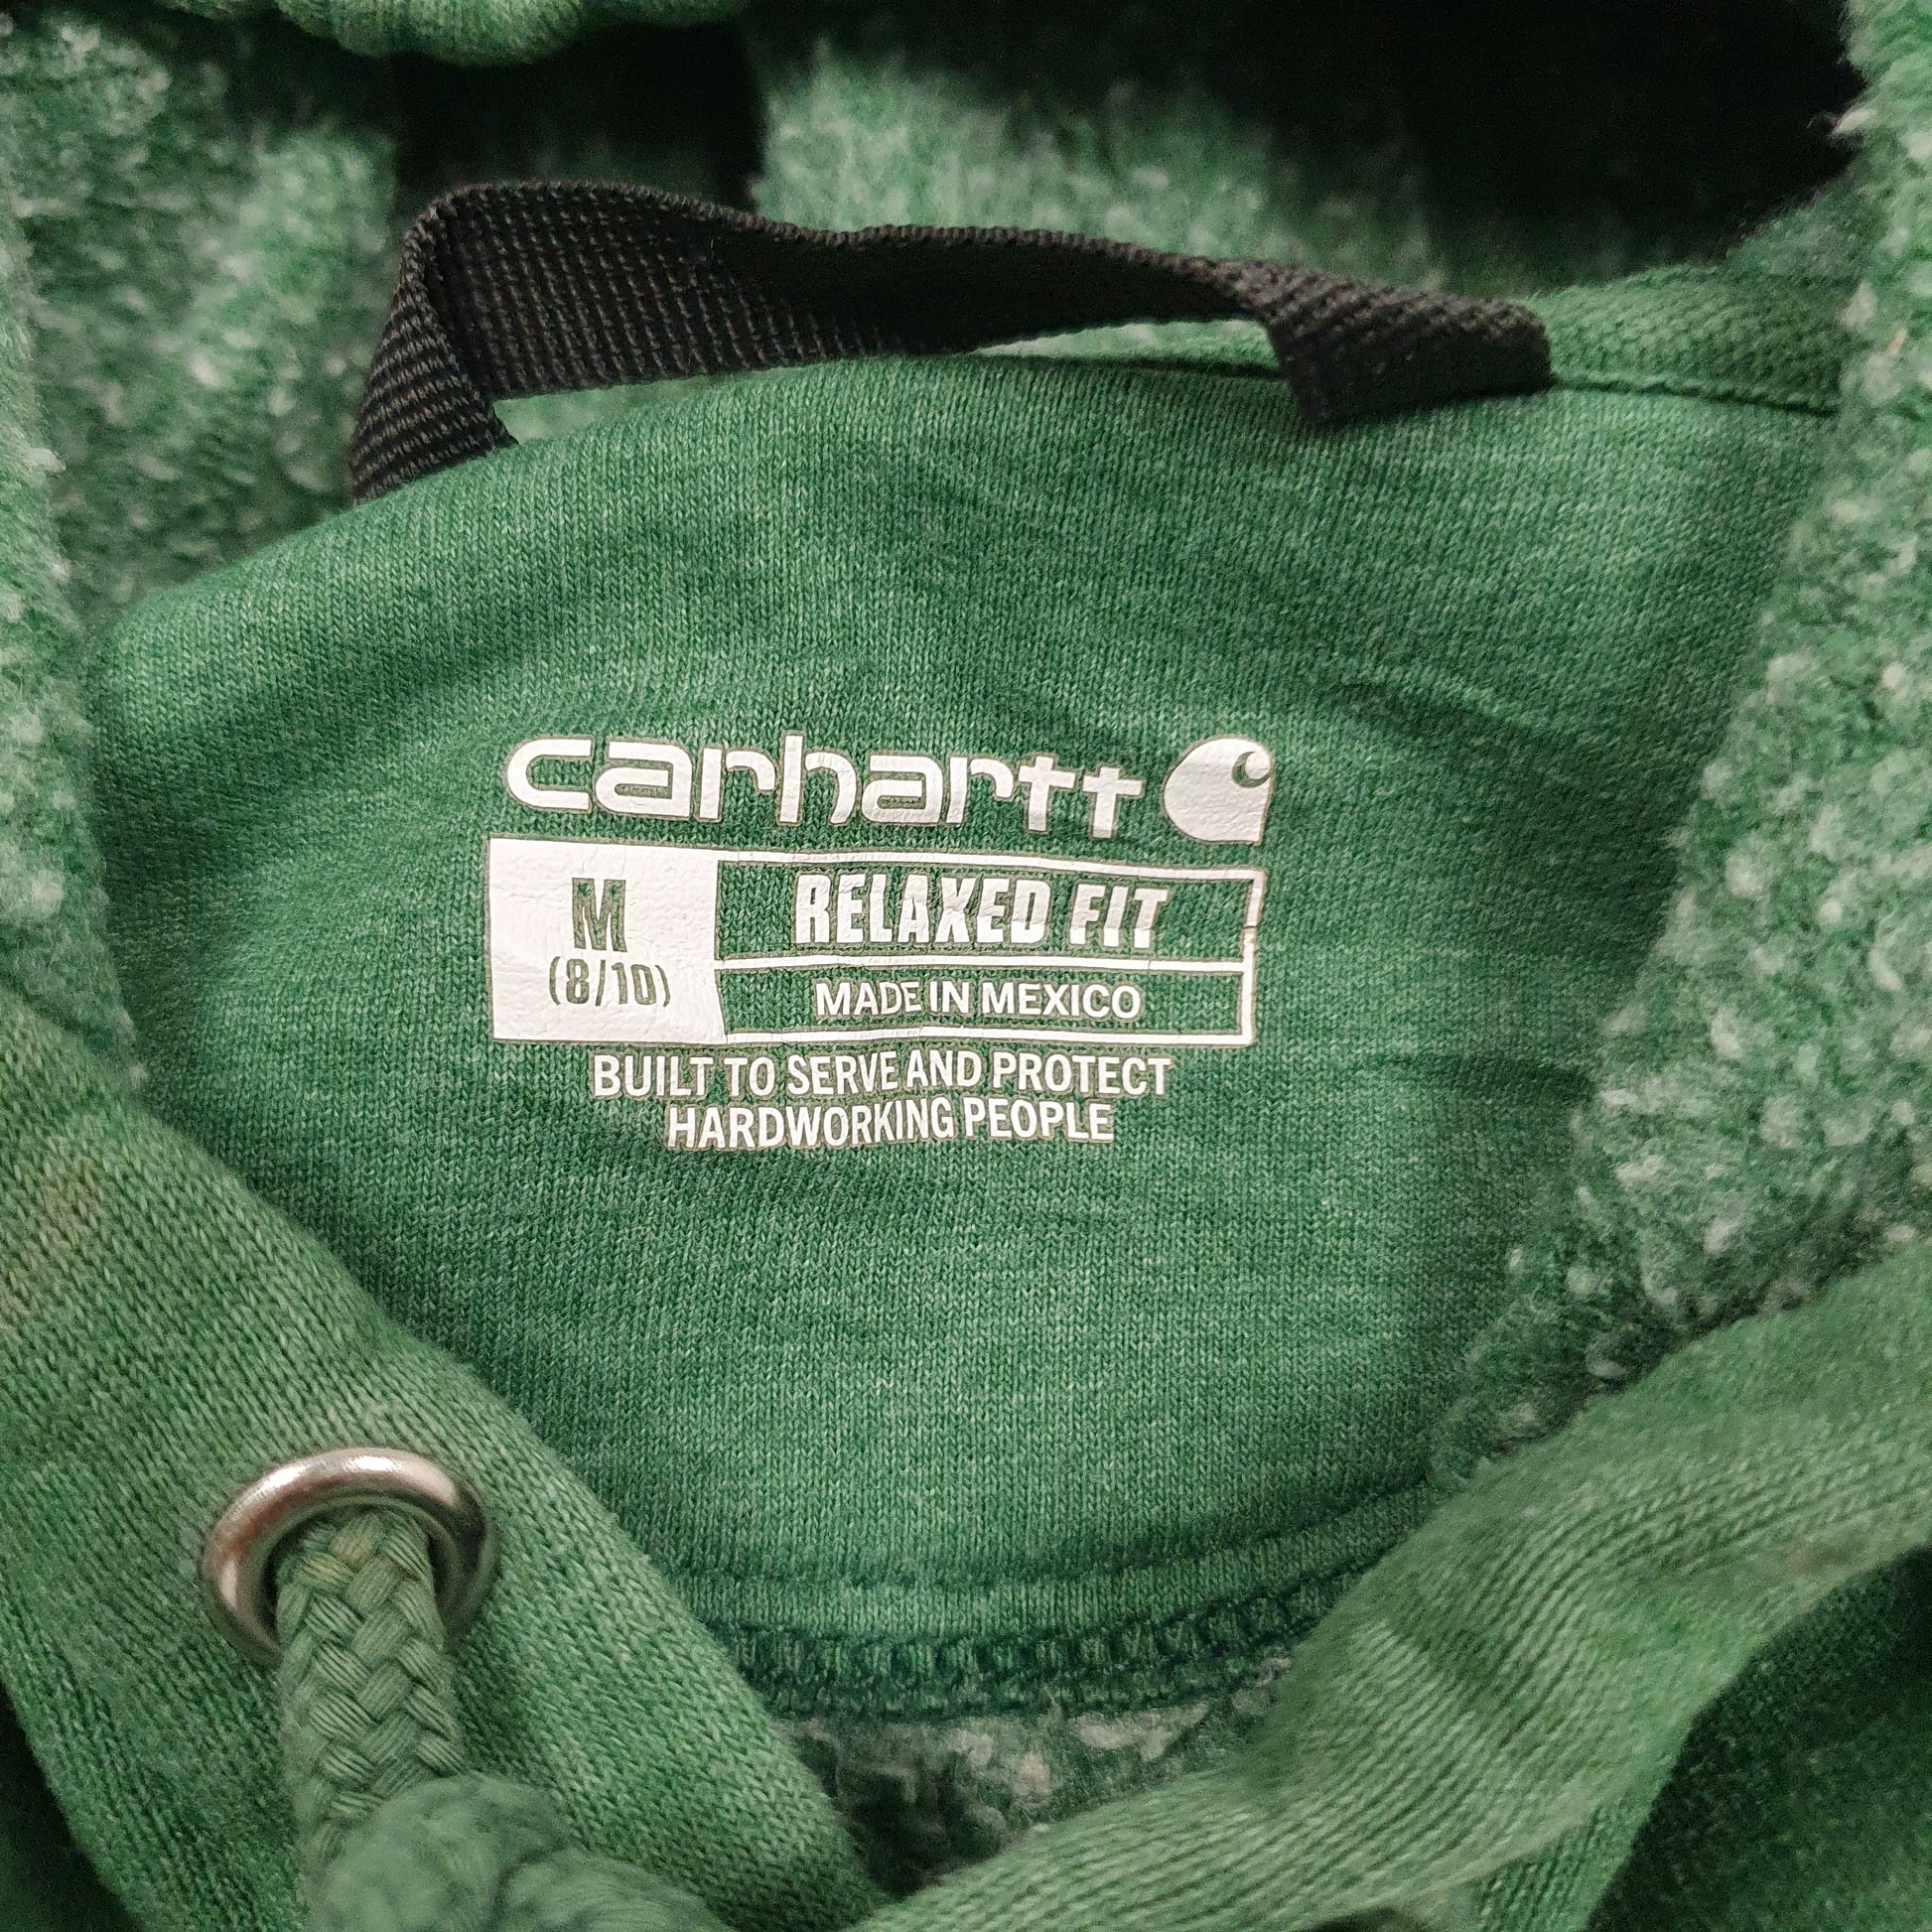 carhartt
M
(8/10)
RELAXED FIT
MADE IN MEXICO
BUILT TO SERVE AND PROTECT
HARDWORKING PEOPLE